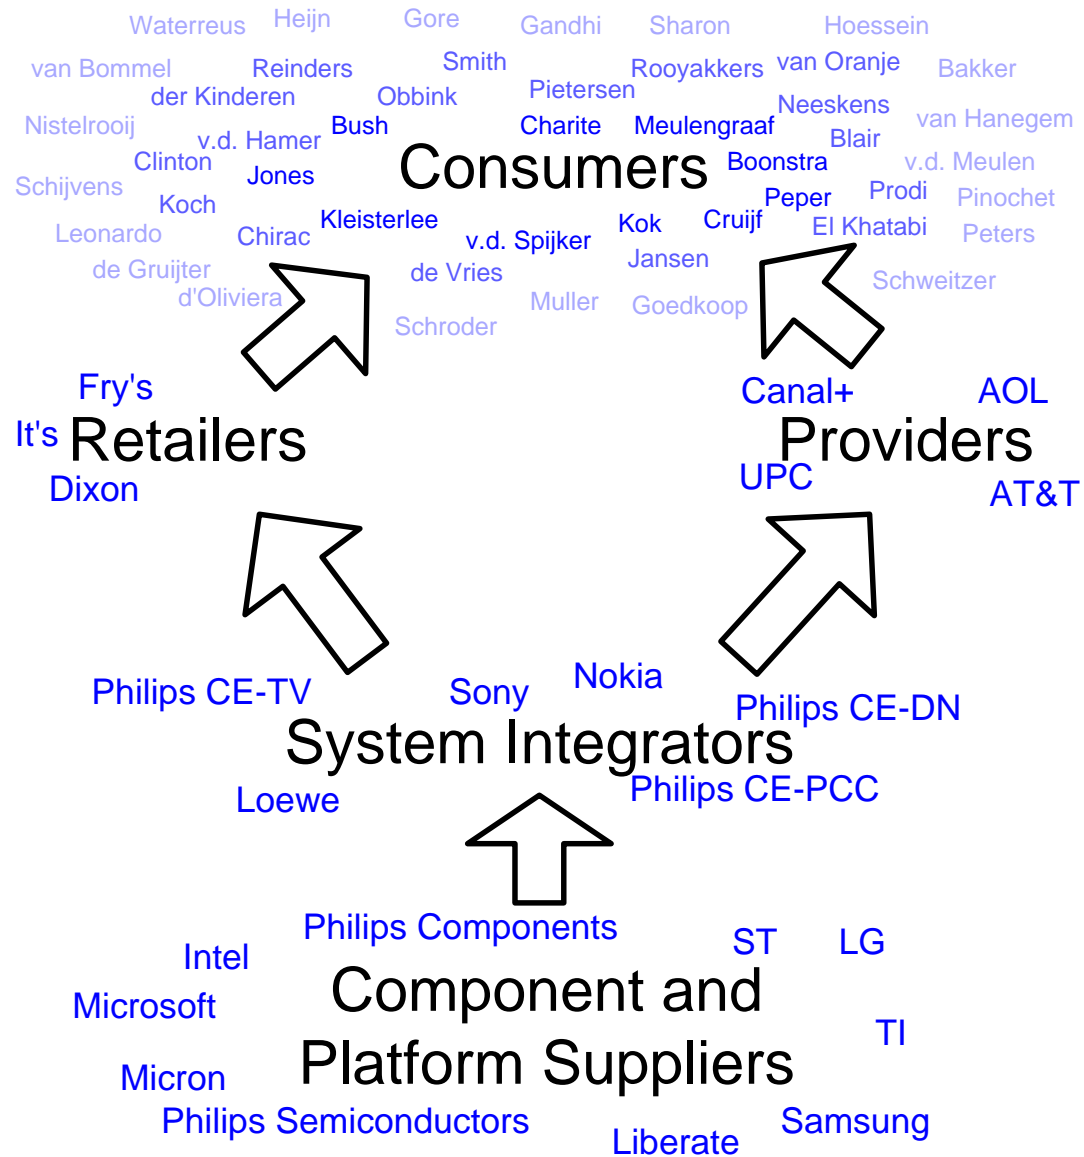 Waterreus Heijn Gore Gandhi Sharon Hoessein
van Bommel Reinders Smith Rooyakkers van Oranje Bakker
der Kinderen Obbink Pietersen Neeskens
Nistelrooij v.d. Hamer Bush Charite Meulengraaf Blair van Hanegem
Clinton Consumers Boonstra v.d. Meulen
Schijvens Jones Peper Prodi Pinochet
Koch Kleisterlee Kok Cruijf El Khatabi
Leonardo Chirac v.d. Spijker Peters
de Gruijter de Vries Jansen Schweitzer
d'Oliviera Muller Goedkoop
Schroder
Fry's Canal+ AOL
It's Retailers Providers
Dixon UPC AT&T
Philips CE-TV Sony Nokia Philips CE-DN
System Integrators
Loewe Philips CE-PCC
Philips Components ST LG
Intel
Microsoft Component and
TI
Micron Platform Suppliers
Philips Semiconductors Liberate Samsung